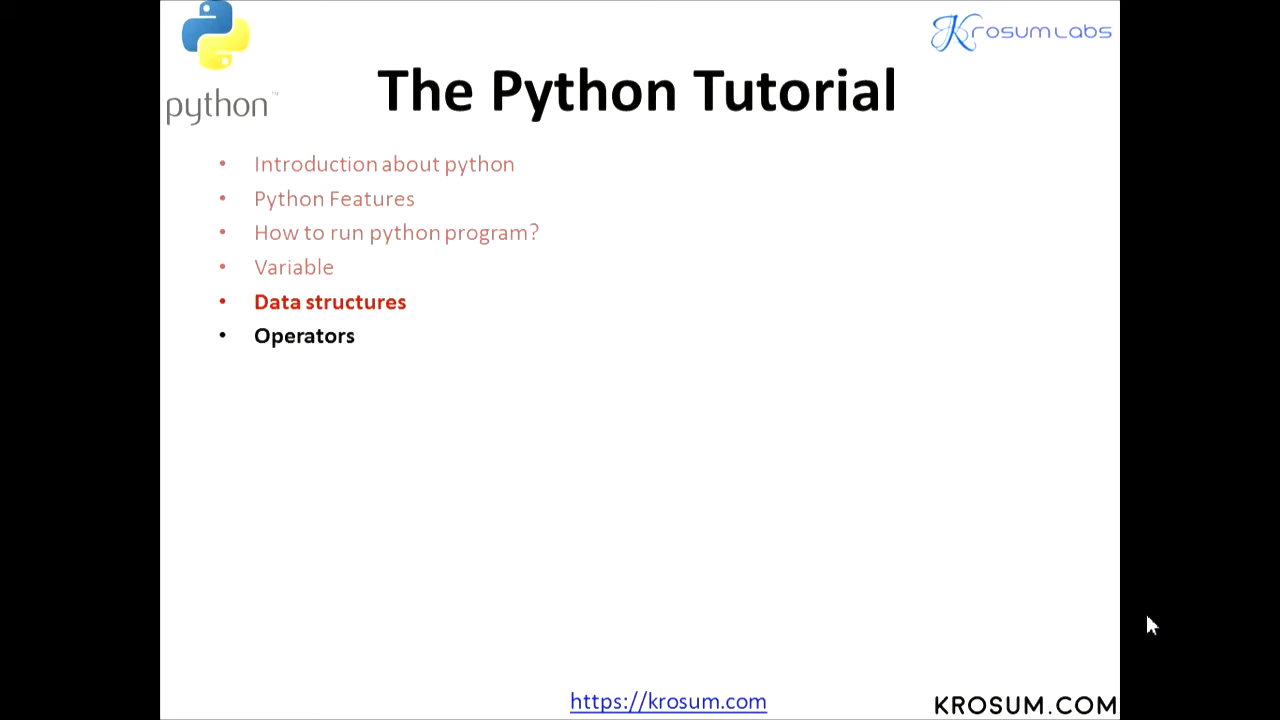 Krosum Labs
python™
The Python Tutorial
• Introduction about python
• Python Features
• How to run python program?
• Variable
• Data structures
• Operators
https://krosum.com
KROSUM.COM